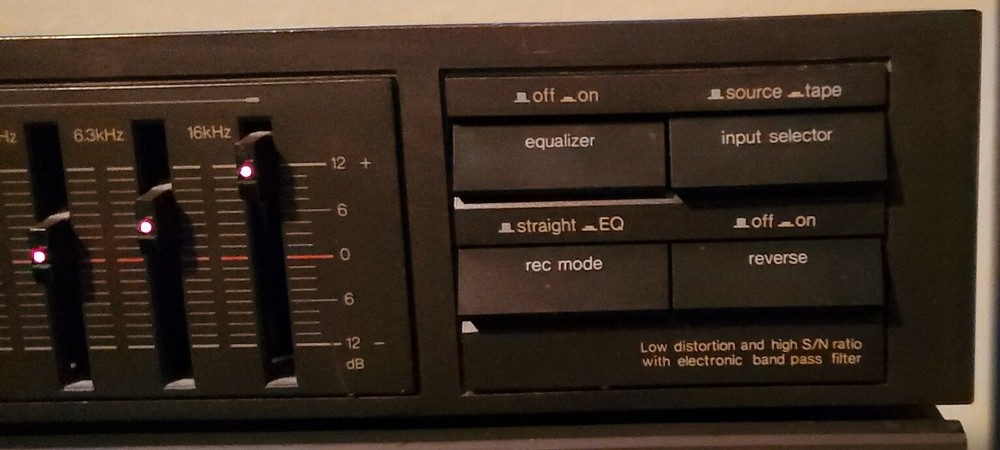 Hz 6.3kHz 16kHz
12 +
6
0
6
12 −
dB
off on
equalizer
source tape
input selector
straight EQ
rec mode
off on
reverse
Low distortion and high S/N ratio
with electronic band pass filter